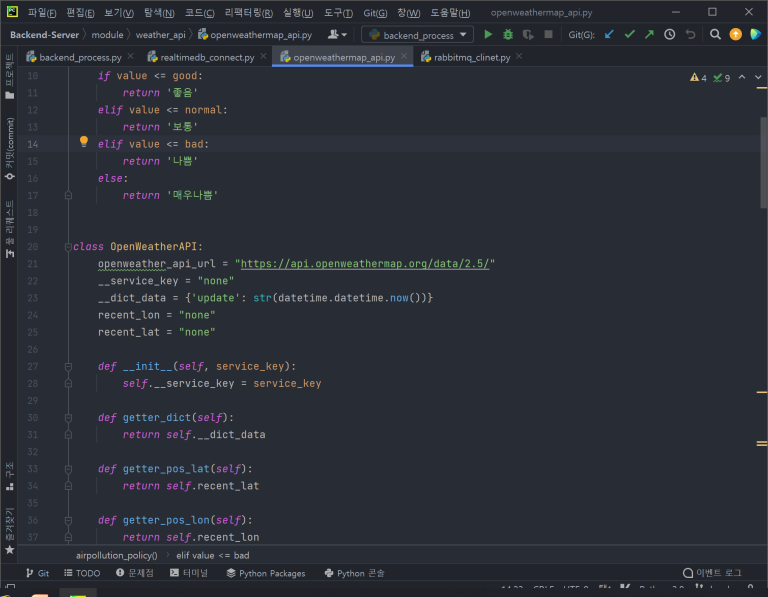 파일(F) 편집(E) 보기(V) 탐색(N) 코드(C) 리팩터링(R) 실행(U) 도구(T) Git(G) 창(W) 도움말(H) openweathermap_api.py
Backend-Server module weather_api openweathermap_api.py backend_process Git(G):
backend_process.py realtimedb_connect.py openweathermap_api.py rabbitmq_clinet.py
프로젝트
커밋(commit)
풀 리퀘스트
구조
즐겨찾기
4 9
10 if value <= good:
11 return '좋음'
12 elif value <= normal:
13 return '보통'
14 elif value <= bad:
15 return '나쁨'
16 else:
17 return '매우나쁨'
18
19
20 class OpenWeatherAPI:
21 openweather_api_url = "https://api.openweathermap.org/data/2.5/"
22 __service_key = "none"
23 __dict_data = {'update': str(datetime.datetime.now())}
24 recent_lon = "none"
25 recent_lat = "none"
26
27 def __init__(self, service_key):
28 self.__service_key = service_key
29
30 def getter_dict(self):
31 return self.__dict_data
32
33 def getter_pos_lat(self):
34 return self.recent_lat
35
36 def getter_pos_lon(self):
37 return self.recent_lon
airpollution_policy() elif value <= bad
Git TODO 문제점 터미널 Python Packages Python 콘솔 이벤트 로그